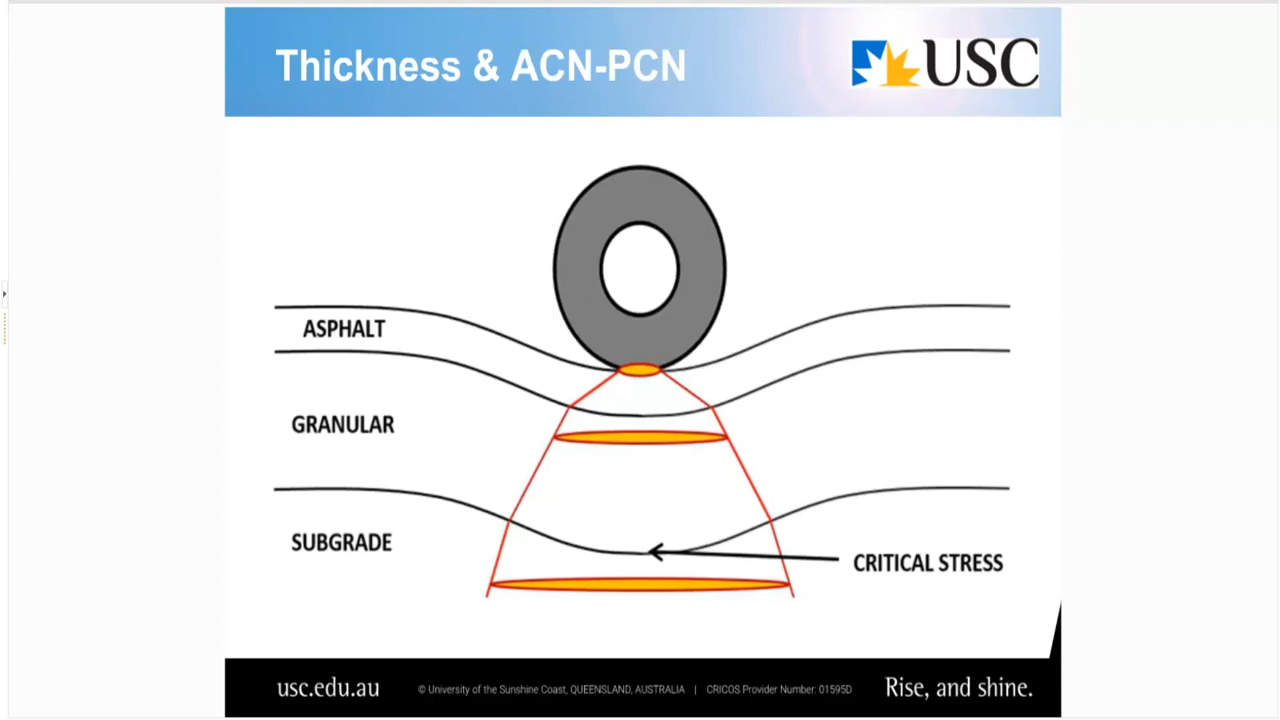 Thickness & ACN-PCN
USC
ASPHALT
GRANULAR
SUBGRADE
CRITICAL STRESS
usc.edu.au
© University of the Sunshine Coast, QUEENSLAND, AUSTRALIA | CRICOS Provider Number: 01595D
Rise, and shine.